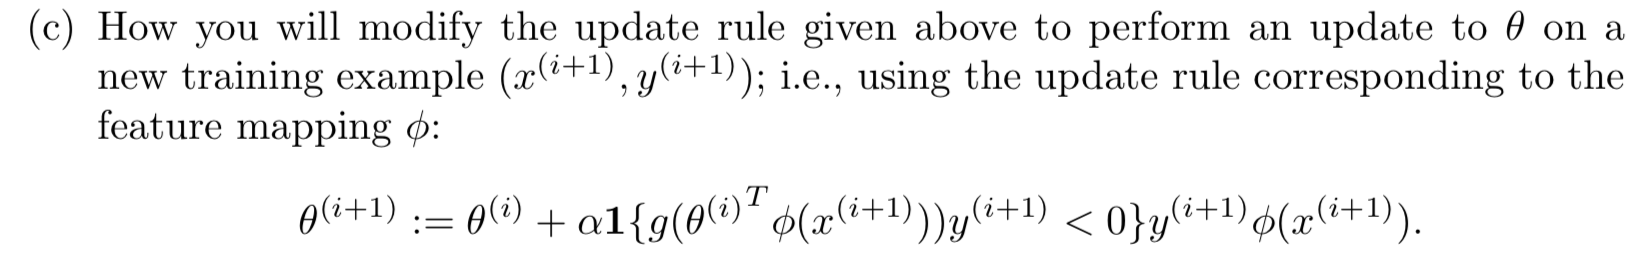 (c) How you will modify the update rule given above to perform an update to θ on a
new training example (x^{(i+1)}, y^{(i+1)}); i.e., using the update rule corresponding to the
feature mapping ϕ:
θ^{(i+1)} := θ^{(i)} + α1{g(θ^{(i)^T} ϕ(x^{(i+1)}))y^{(i+1)} < 0}y^{(i+1)}ϕ(x^{(i+1)}).